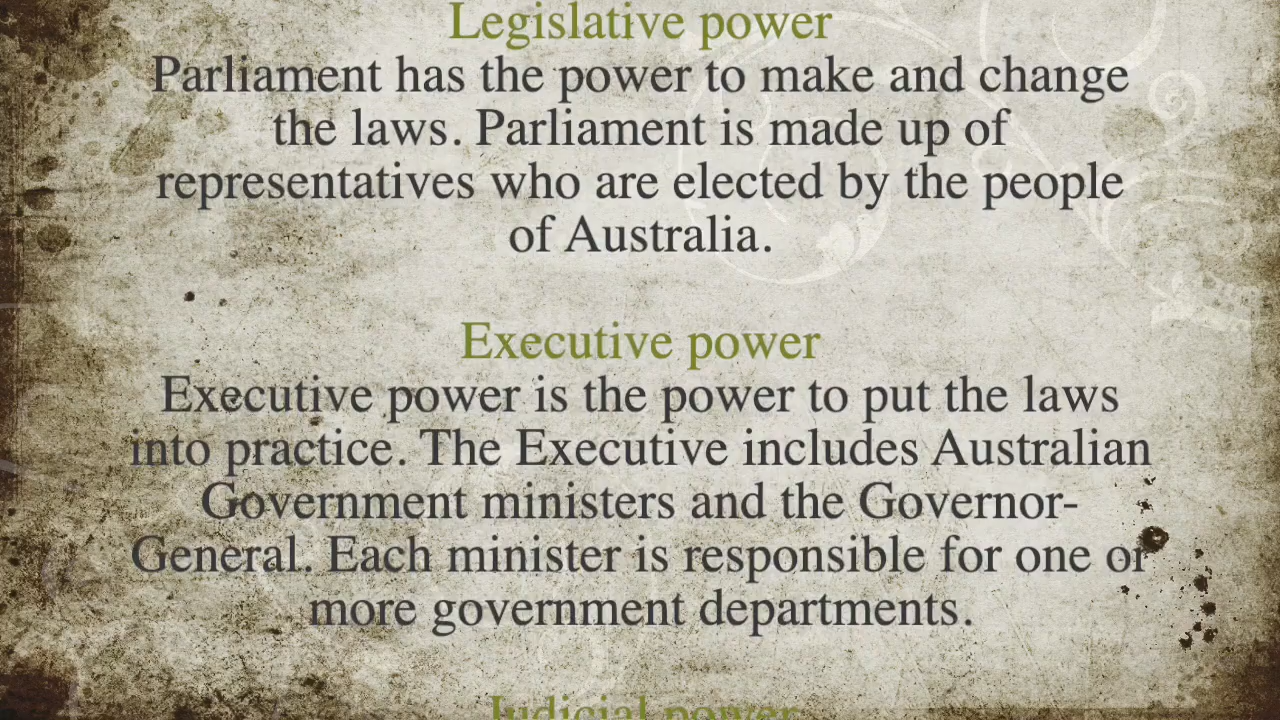 Legislative power
Parliament has the power to make and change
the laws. Parliament is made up of
representatives who are elected by the people
of Australia.
Executive power
Executive power is the power to put the laws
into practice. The Executive includes Australian
Government ministers and the Governor-
General. Each minister is responsible for one or
more government departments.
Judicial power